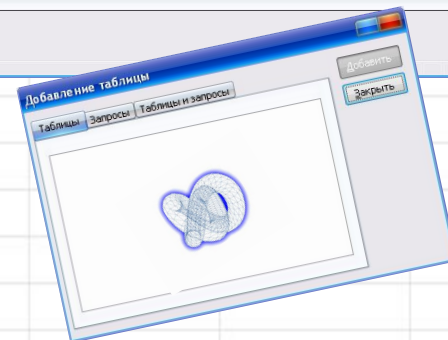 Добавление таблицы
Таблицы Запросы Таблицы и запросы
Добавить
Закрыть